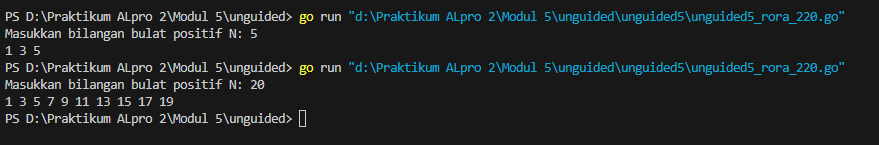 PS D:\Praktikum ALpro 2\Modul 5\unguided> go run "d:\Praktikum ALpro 2\Modul 5\unguided\unguided5\unguided5_rora_220.go"
Masukkan bilangan bulat positif N: 5
1 3 5
PS D:\Praktikum ALpro 2\Modul 5\unguided> go run "d:\Praktikum ALpro 2\Modul 5\unguided\unguided5\unguided5_rora_220.go"
Masukkan bilangan bulat positif N: 20
1 3 5 7 9 11 13 15 17 19
PS D:\Praktikum ALpro 2\Modul 5\unguided>